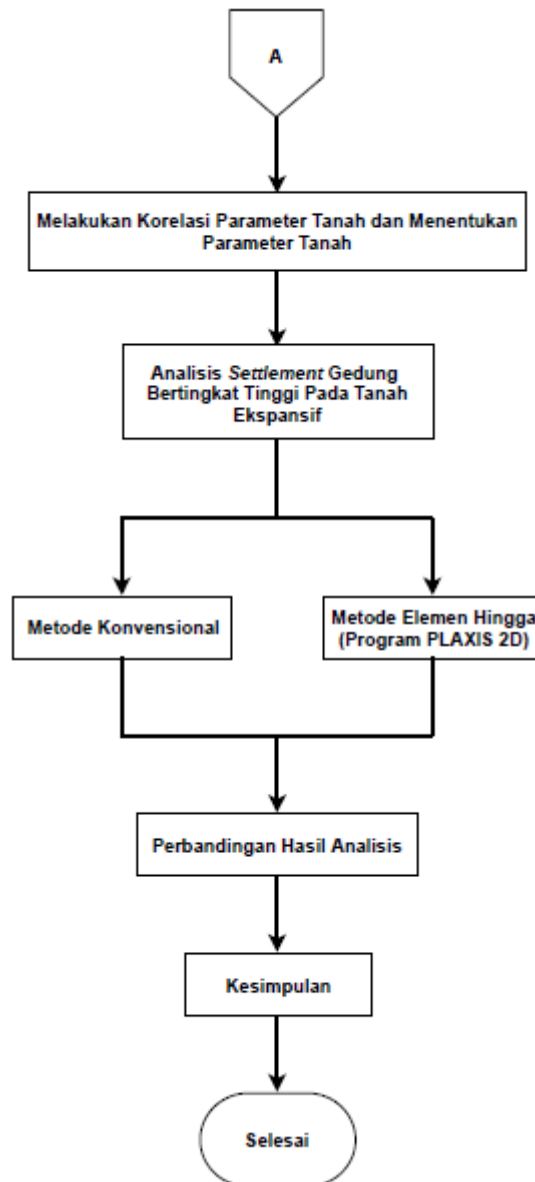 A
Melakukan Korelasi Parameter Tanah dan Menentukan
Parameter Tanah
Analisis Settlement Gedung
Bertingkat Tinggi Pada Tanah
Ekspansif
Metode Konvensional
Metode Elemen Hingga
(Program PLAXIS 2D)
Perbandingan Hasil Analisis
Kesimpulan
Selesai